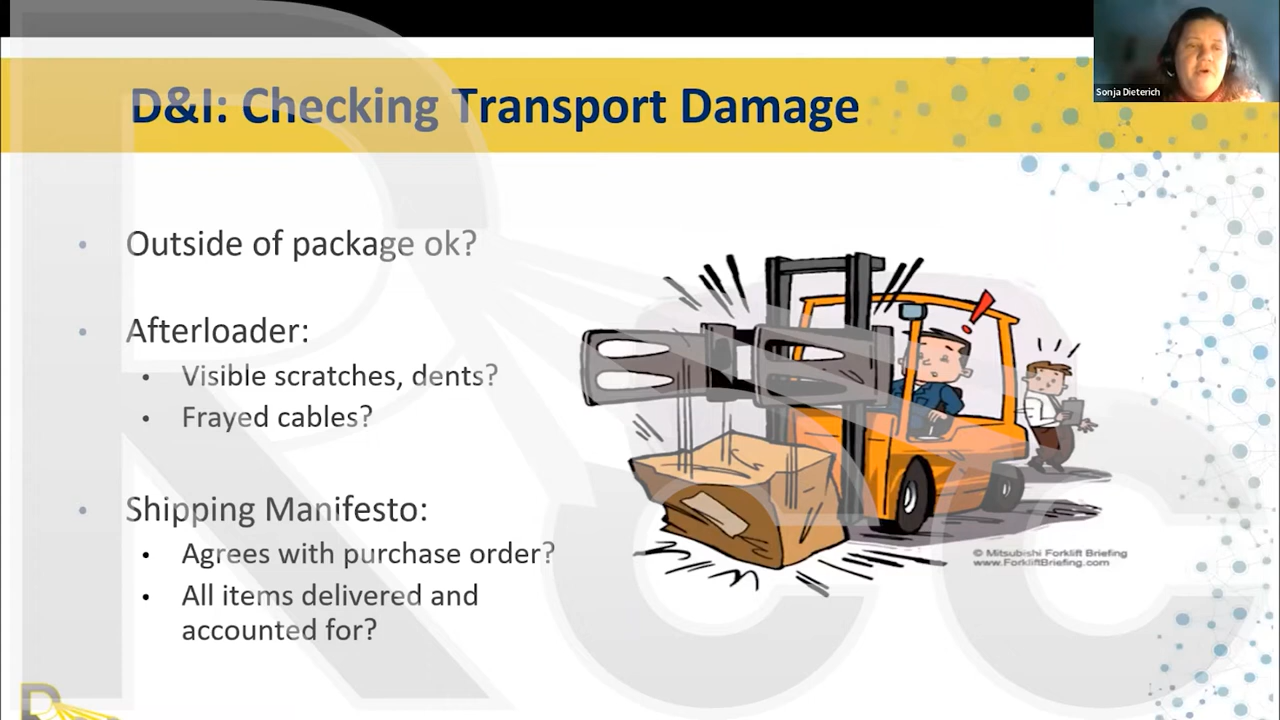 Sonja Dieterich
D&I: Checking Transport Damage
• Outside of package ok?
• Afterloader:
• Visible scratches, dents?
• Frayed cables?
• Shipping Manifesto:
• Agrees with purchase order?
• All items delivered and
accounted for?
© Mitsubishi Forklift Briefing
www.ForkliftBriefing.com
Rcc